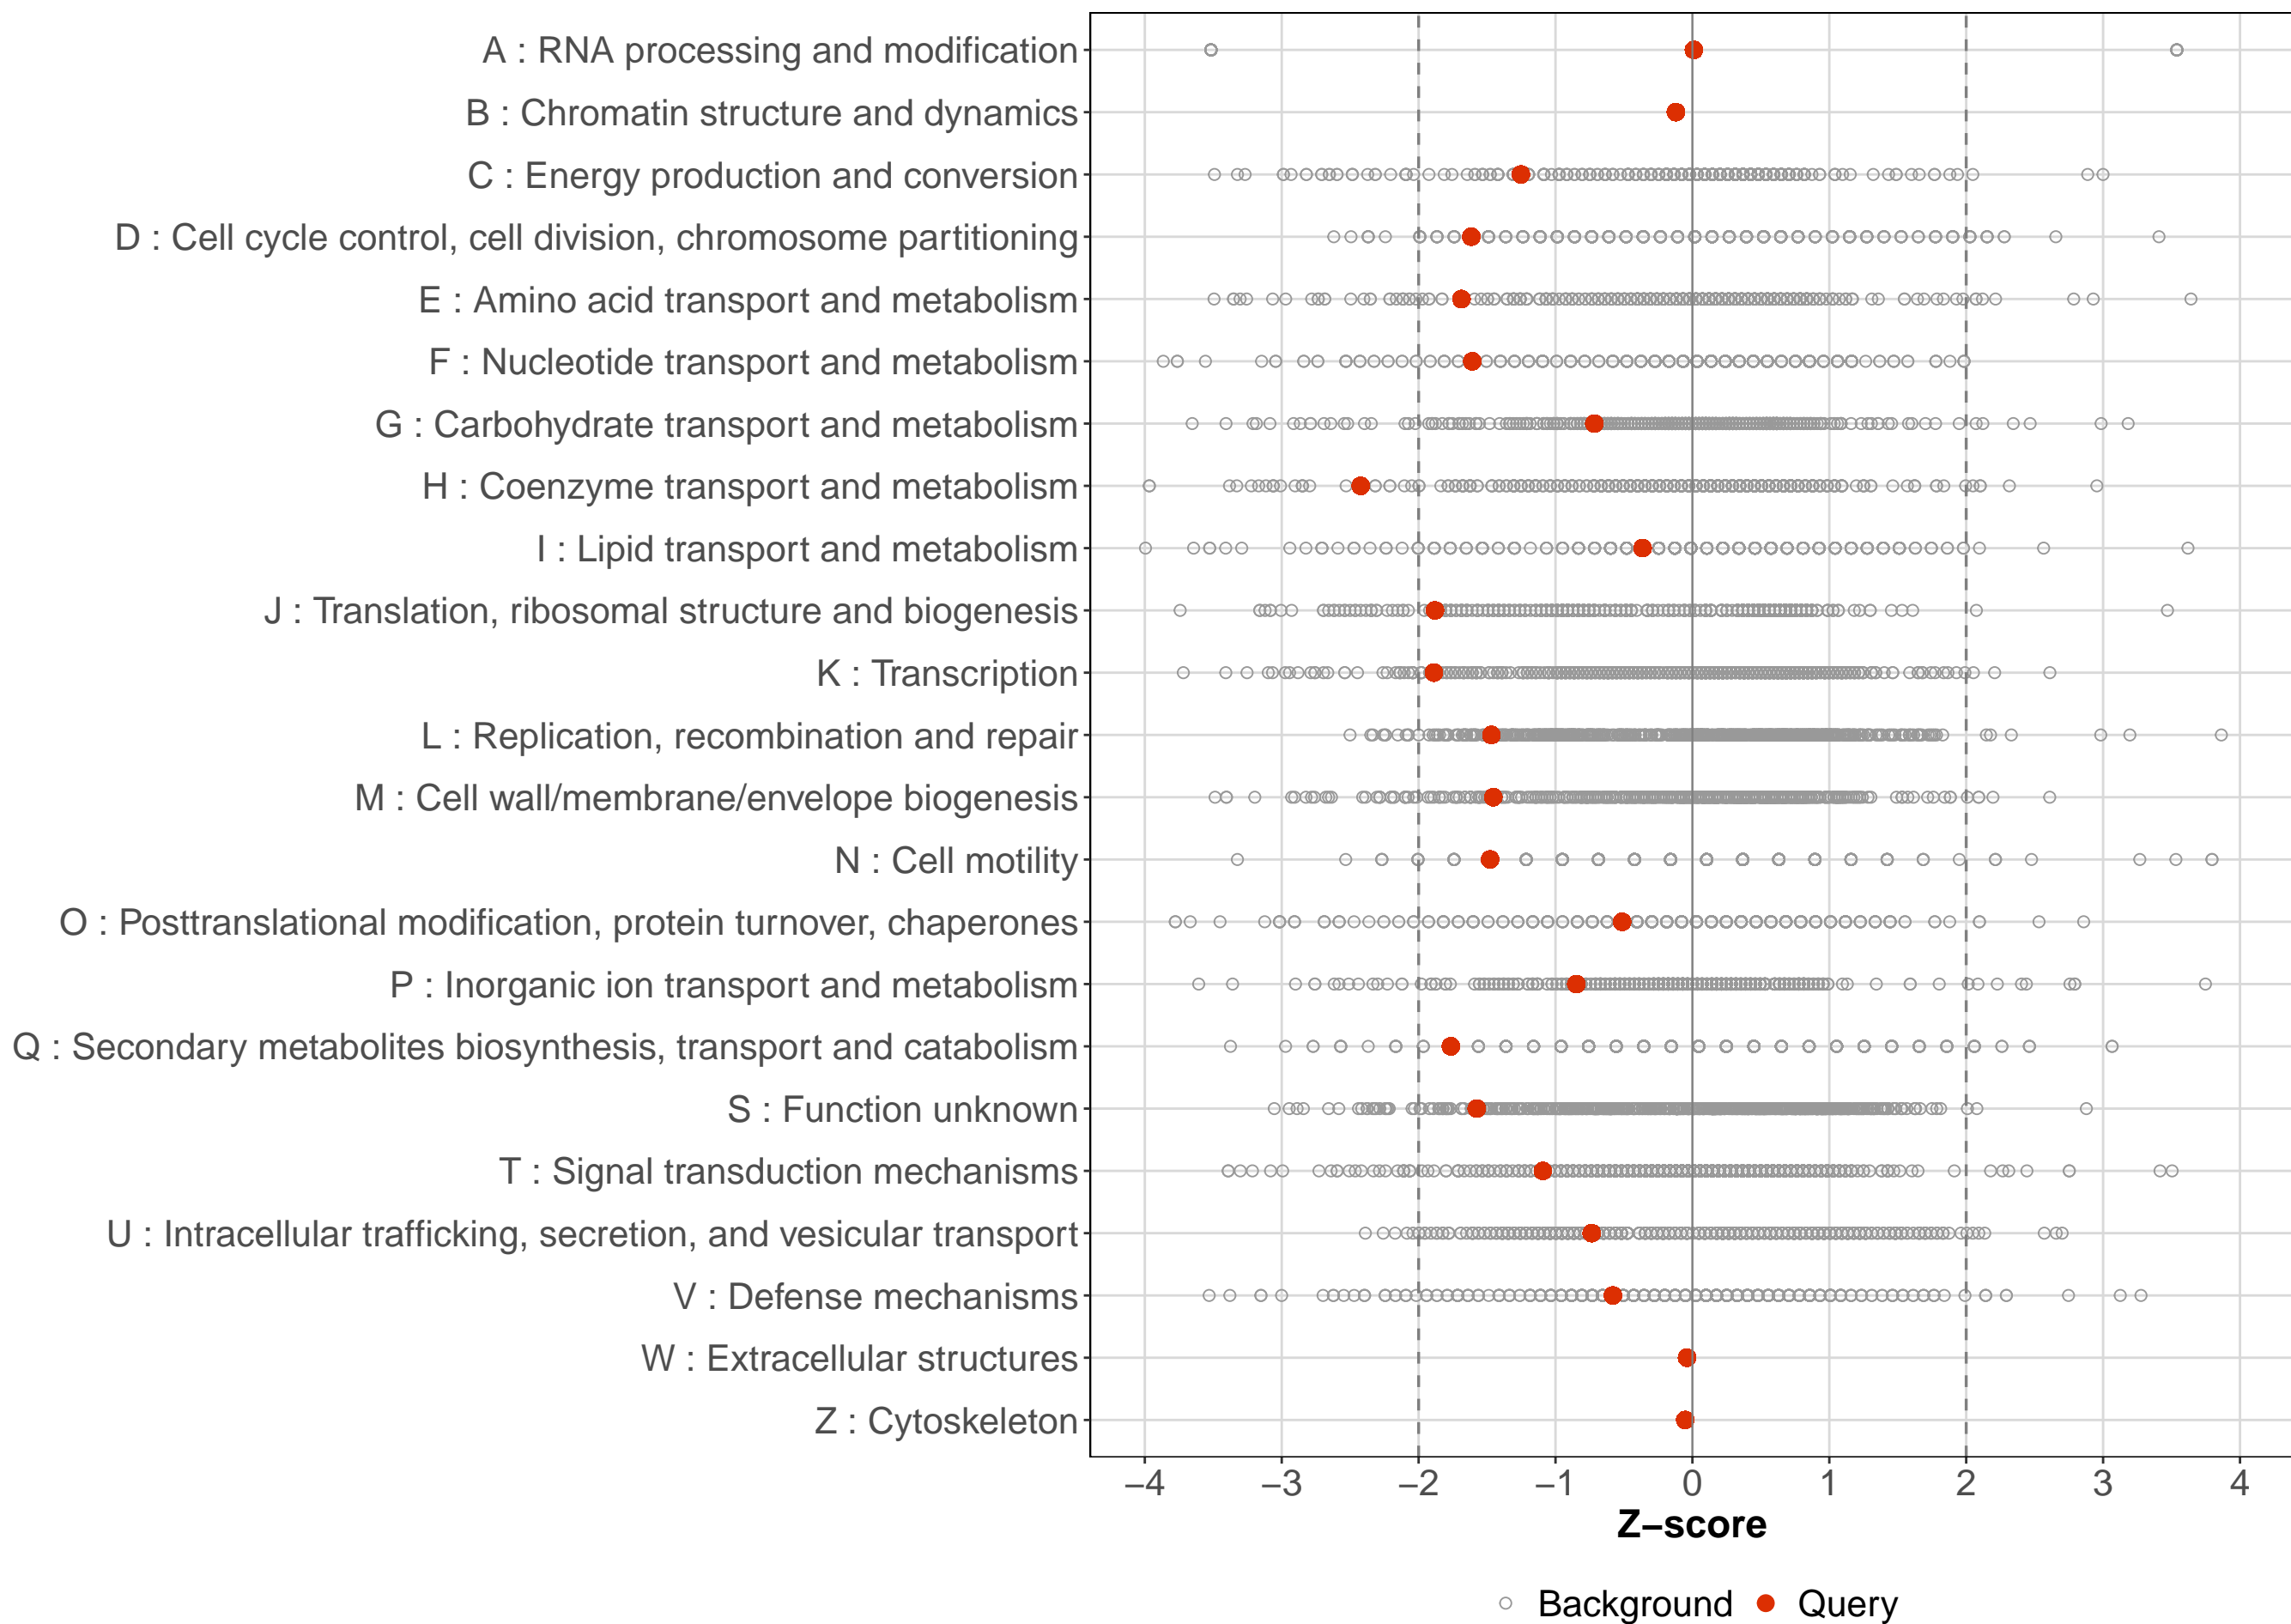 A : RNA processing and modification
B : Chromatin structure and dynamics
C : Energy production and conversion
D : Cell cycle control, cell division, chromosome partitioning
E : Amino acid transport and metabolism
F : Nucleotide transport and metabolism
G : Carbohydrate transport and metabolism
H : Coenzyme transport and metabolism
I : Lipid transport and metabolism
J : Translation, ribosomal structure and biogenesis
K : Transcription
L : Replication, recombination and repair
M : Cell wall/membrane/envelope biogenesis
N : Cell motility
O : Posttranslational modification, protein turnover, chaperones
P : Inorganic ion transport and metabolism
Q : Secondary metabolites biosynthesis, transport and catabolism
S : Function unknown
T : Signal transduction mechanisms
U : Intracellular trafficking, secretion, and vesicular transport
V : Defense mechanisms
W : Extracellular structures
Z : Cytoskeleton
−4 −3 −2 −1 0 1 2 3 4
Z−score
Background Query